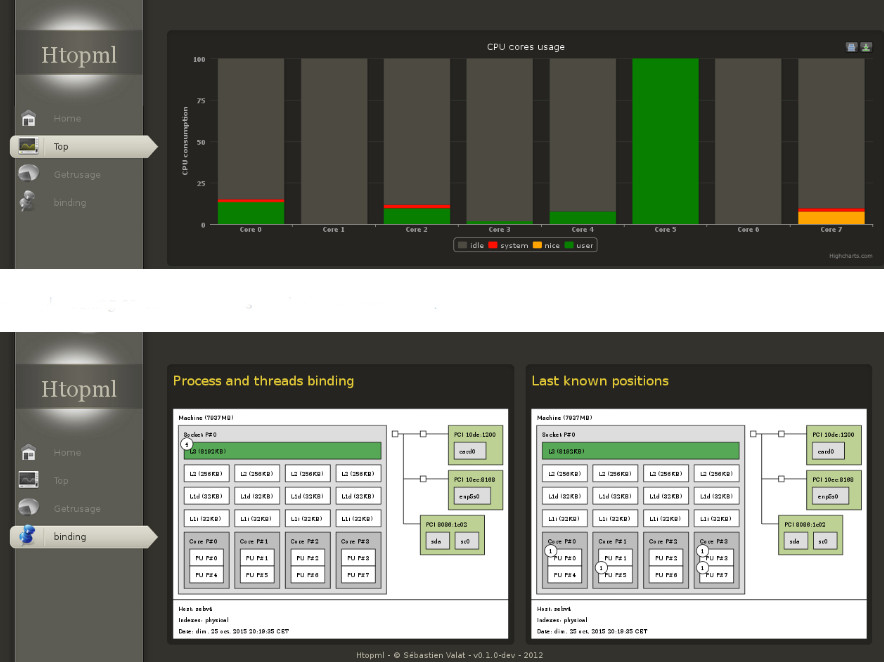 Htopml
Home
Top
Getrusage
binding
CPU cores usage
CPU consumption
100
75
50
25
0
Core 0 Core 1 Core 2 Core 3 Core 4 Core 5 Core 6 Core 7
idle system nice user
Highcharts.com
Htopml
Home
Top
Getrusage
binding
Process and threads binding
Machine (7937MB)
Socket P#0
L3 (8192KB)
L2 (256KB) L2 (256KB) L2 (256KB) L2 (256KB)
L1d (32KB) L1d (32KB) L1d (32KB) L1d (32KB)
L1i (32KB) L1i (32KB) L1i (32KB) L1i (32KB)
Core P#0 Core P#1 Core P#2 Core P#3
PU P#0 PU P#1 PU P#2 PU P#3
PU P#4 PU P#5 PU P#6 PU P#7
PCI 10de:1200
card0
PCI 10ec:8168
enp5s0
PCI 8086:1c02
sda sr0
Indexes: physical
Date: dim. 25 oct. 2015 20:19:35 CET
Last known positions
Machine (7937MB)
Socket P#0
L3 (8192KB)
L2 (256KB) L2 (256KB) L2 (256KB) L2 (256KB)
L1d (32KB) L1d (32KB) L1d (32KB) L1d (32KB)
L1i (32KB) L1i (32KB) L1i (32KB) L1i (32KB)
Core P#0 Core P#1 Core P#2 Core P#3
1 1
PU P#0 PU P#1 PU P#2 PU P#3
1 1
PU P#4 PU P#5 PU P#6 PU P#7
PCI 10de:1200
card0
PCI 10ec:8168
enp5s0
PCI 8086:1c02
sda sr0
Indexes: physical
Date: dim. 25 oct. 2015 20:19:35 CET
Htopml - © Sébastien Valat - v0.1.0-dev - 2012